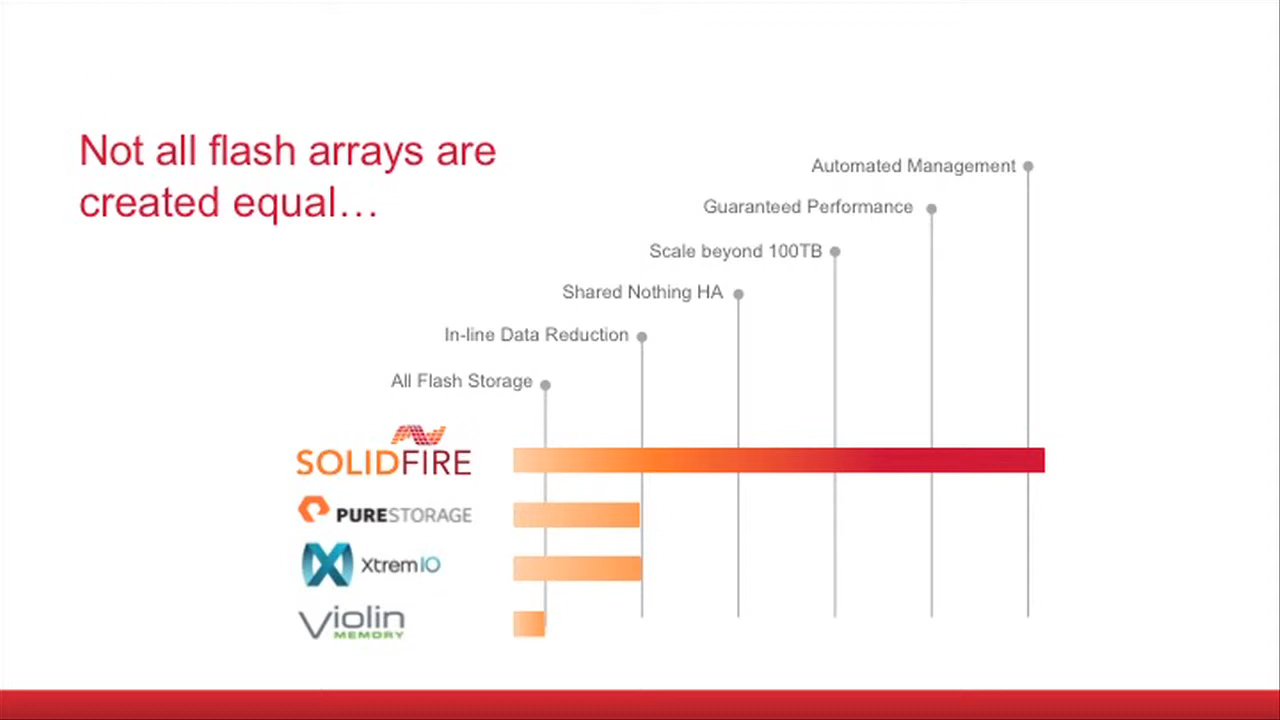 Not all flash arrays are
created equal…
Automated Management
Guaranteed Performance
Scale beyond 100TB
Shared Nothing HA
In-line Data Reduction
All Flash Storage
SOLIDFIRE
PURESTORAGE
XtremIO
Violin
MEMORY